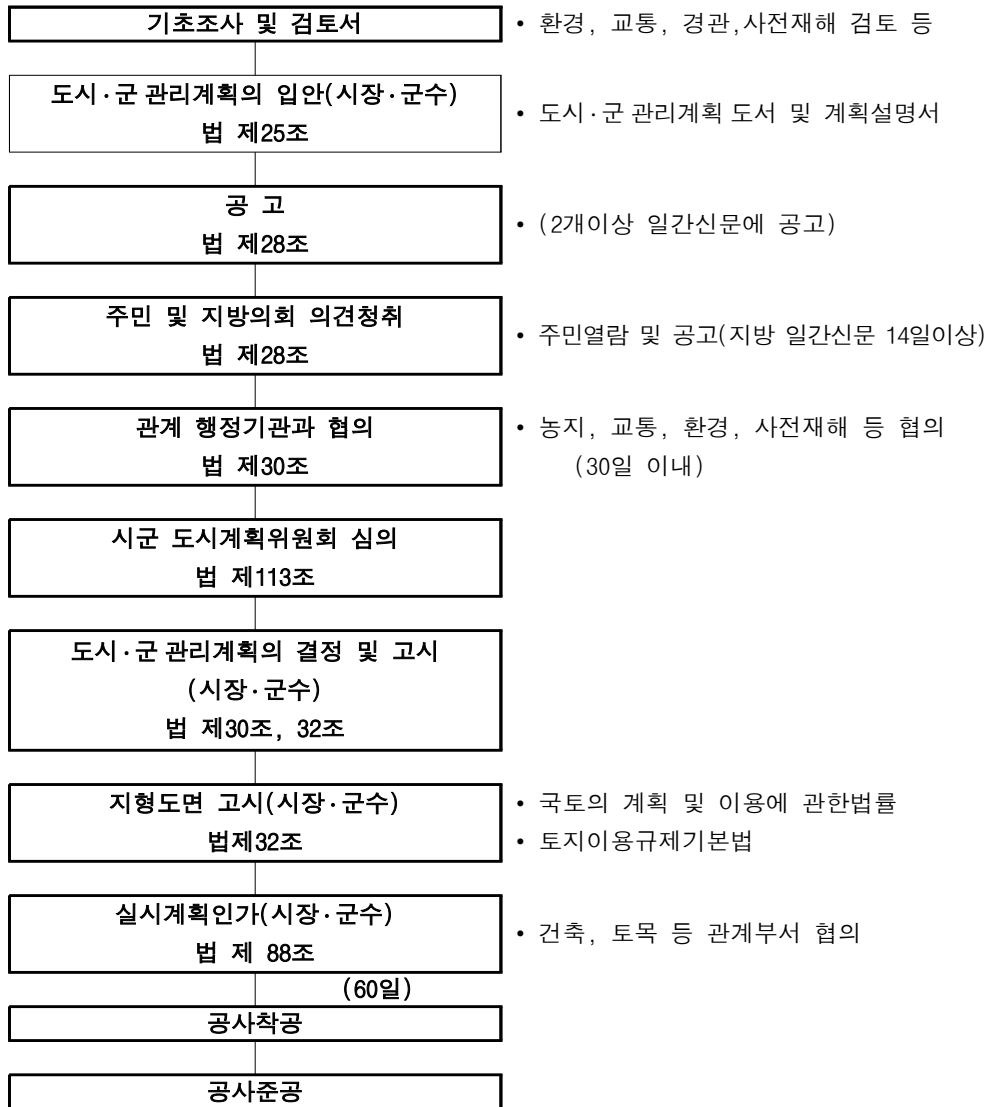 기초조사 및 검토서
• 환경, 교통, 경관,사전재해 검토 등
도시·군 관리계획의 입안(시장·군수)
법 제25조
• 도시·군 관리계획 도서 및 계획설명서
공 고
법 제28조
• (2개이상 일간신문에 공고)
주민 및 지방의회 의견청취
법 제28조
• 주민열람 및 공고(지방 일간신문 14일이상)
관계 행정기관과 협의
법 제30조
• 농지, 교통, 환경, 사전재해 등 협의
(30일 이내)
시군 도시계획위원회 심의
법 제113조
도시·군 관리계획의 결정 및 고시
(시장·군수)
법 제30조, 32조
지형도면 고시(시장·군수)
법제32조
• 국토의 계획 및 이용에 관한법률
• 토지이용규제기본법
실시계획인가(시장·군수)
법 제 88조
• 건축, 토목 등 관계부서 협의
(60일)
공사착공
공사준공